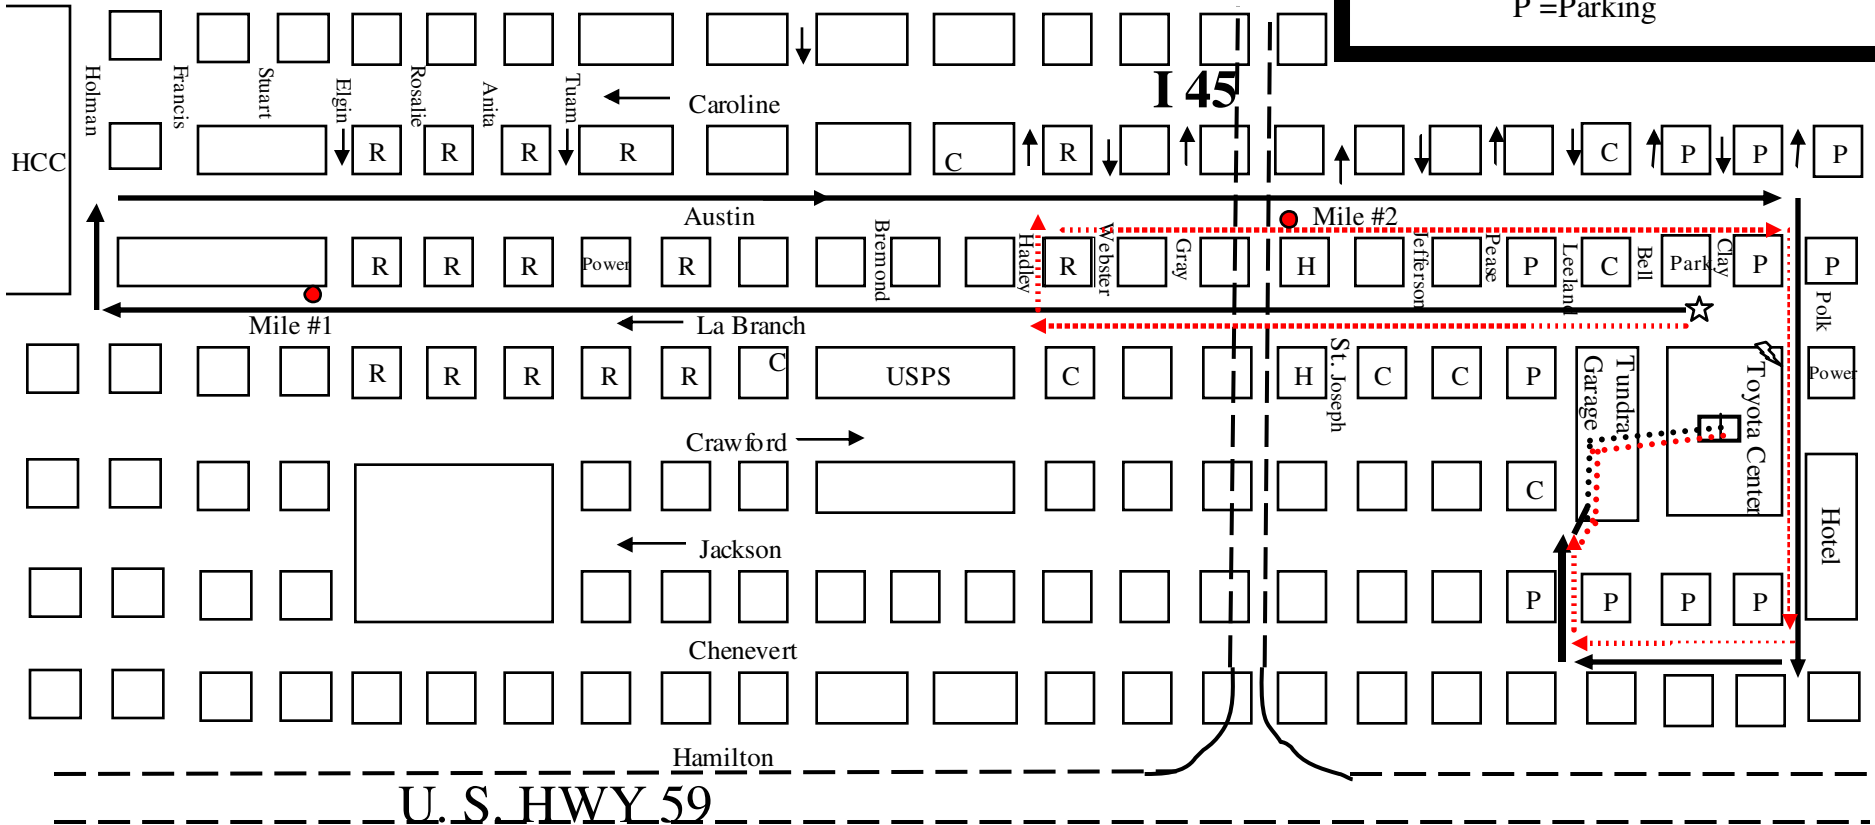 P =Parking
I 45
Holman
Francis
Stuart
Elgin
Rosalie
Anita
Tuam
Caroline
HCC
R
R
R
R
C
R
C
P
P
P
Austin
Mile #2
Bremond
Hadley
Webster
Gray
Jefferson
Pease
Leeland
Bell
Clay
R
R
R
Power
R
R
H
P
C
Park
P
P
Polk
Mile #1
La Branch
St. Joseph
R
R
R
R
R
C
USPS
C
H
C
C
P
Tundra
Garage
Toyota Center
Power
Crawford
C
Hotel
Jackson
P
P
P
P
Chenevert
Hamilton
U. S. HWY 59